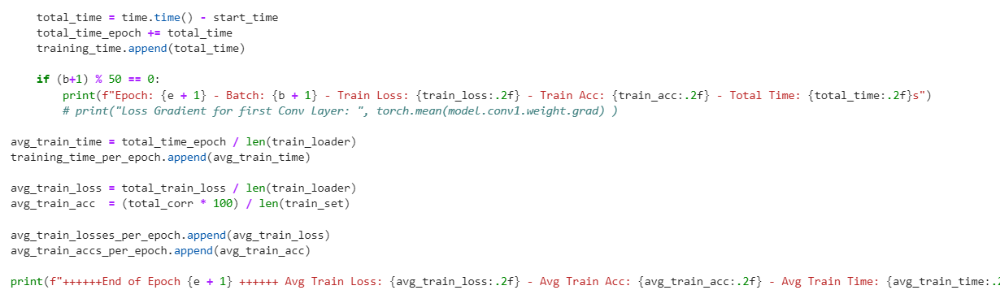 total_time = time.time() - start_time
total_time_epoch += total_time
training_time.append(total_time)
if (b+1) % 50 == 0:
print(f"Epoch: {e + 1} - Batch: {b + 1} - Train Loss: {train_loss:.2f} - Train Acc: {train_acc:.2f} - Total Time: {total_time:.2f}s")
# print("Loss Gradient for first Conv Layer: ", torch.mean(model.conv1.weight.grad) )
avg_train_time = total_time_epoch / len(train_loader)
training_time_per_epoch.append(avg_train_time)
avg_train_loss = total_train_loss / len(train_loader)
avg_train_acc  = (total_corr * 100) / len(train_set)
avg_train_losses_per_epoch.append(avg_train_loss)
avg_train_accs_per_epoch.append(avg_train_acc)
print(f"++++++End of Epoch {e + 1} ++++++ Avg Train Loss: {avg_train_loss:.2f} - Avg Train Acc: {avg_train_acc:.2f} - Avg Train Time: {avg_train_time:.2